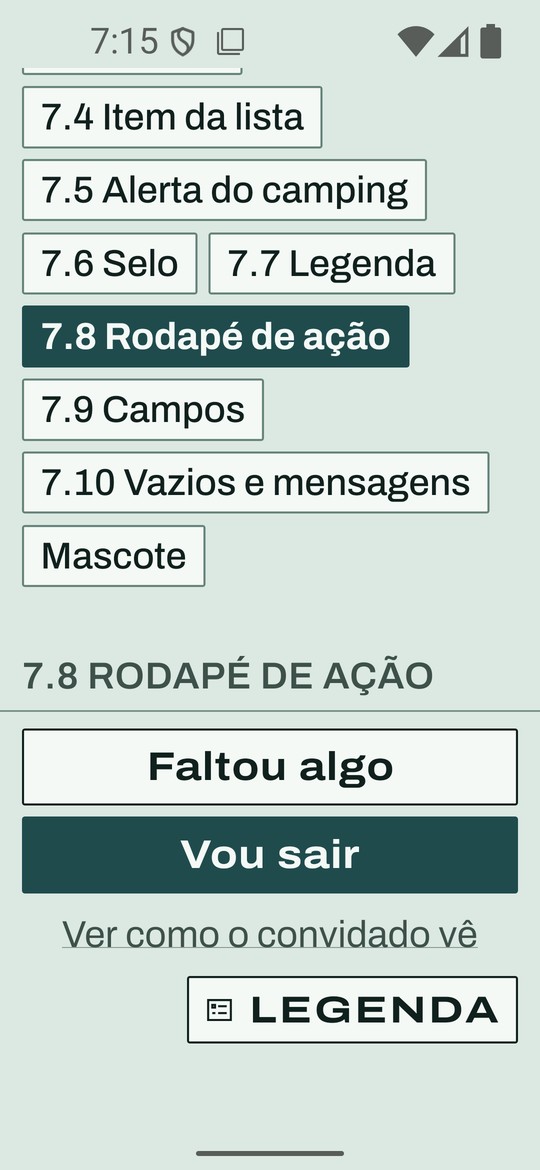 7:15
7.4 Item da lista
7.5 Alerta do camping
7.6 Selo
7.7 Legenda
7.8 Rodapé de ação
7.9 Campos
7.10 Vazios e mensagens
Mascote
7.8 RODAPÉ DE AÇÃO
Faltou algo
Vou sair
Ver como o convidado vê
LEGENDA